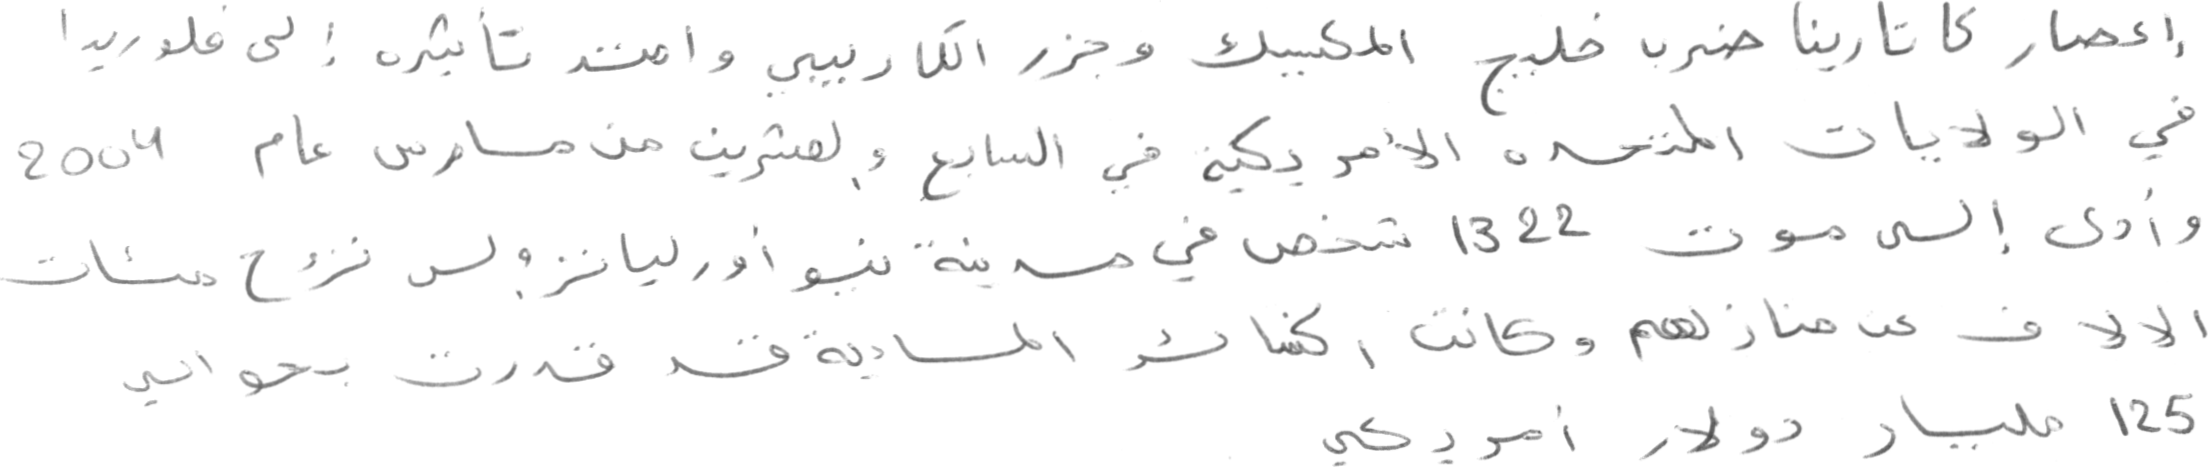 إعصار كاتارينا ضرب خليج المكسيك وجزر الكاريبي وامتد تأثيره إلى فلوريدا
في الولايات المتحده الأمريكية في السابع والعشرين من مارس عام 2004
وأدى إلى موت 1322 شخص في مدينة نيو أورليانز وإلى نزوح مئات
الالاف عن منازلهم وكانت الخسائر المادية قد قدرت بحوالي
125 مليار دولار أمريكي